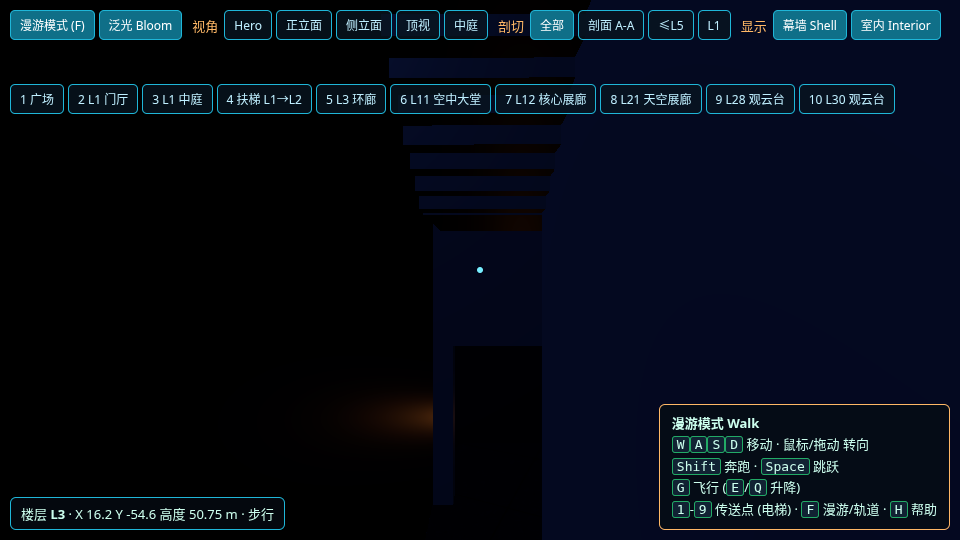 漫游模式 (F) 泛光 Bloom 视角 Hero 正立面 侧立面 顶视 中庭 剖切 全部 剖面 A-A ≤L5 L1 显示 幕墙 Shell 室内 Interior
1 广场 2 L1 门厅 3 L1 中庭 4 扶梯 L1→L2 5 L3 环廊 6 L11 空中大堂 7 L12 核心展廊 8 L21 天空展廊 9 L28 观云台 10 L30 观云台
漫游模式 Walk
W A S D 移动 · 鼠标/拖动 转向
Shift 奔跑 · Space 跳跃
G 飞行 (E/Q 升降)
1-9 传送点 (电梯) · F 漫游/轨道 · H 帮助
楼层 L3 · X 16.2 Y -54.6 高度 50.75 m · 步行